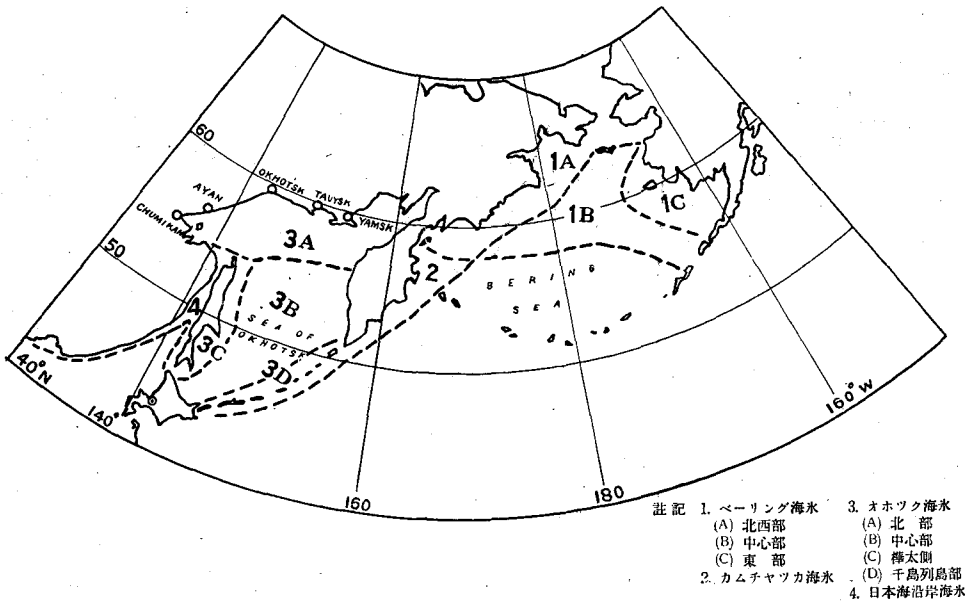 60
OKHOTSK
TAUYSK
YAMSK
AYAN
CHUMIKAN
50
40°N
140°
160
180
160°W
1A
1B
1C
2
3A
3B
3C
3D
4
BERING
SEA
SEA OF
OKHOTSK
註記 1. ベーリング海氷
(A) 北西部
(B) 中心部
(C) 東部
2. カムチャツカ海氷
3. オホツク海氷
(A) 北部
(B) 中心部
(C) 樺太側
(D) 千島列島部
4. 日本海沿岸海氷